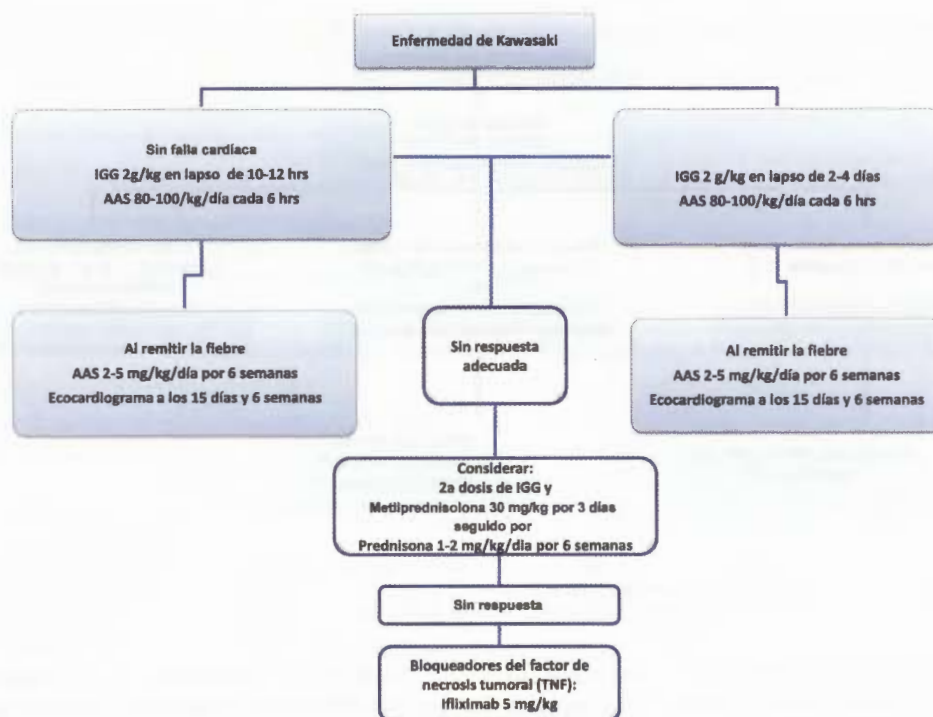 Enfermedad de Kawasaki
Sin falla cardíaca
IGG 2g/kg en lapso de 10-12 hrs
AAS 80-100/kg/día cada 6 hrs
IGG 2 g/kg en lapso de 2-4 días
AAS 80-100/kg/día cada 6 hrs
Al remitir la fiebre
AAS 2-5 mg/kg/día por 6 semanas
Ecocardiograma a los 15 días y 6 semanas
Sin respuesta
adecuada
Al remitir la fiebre
AAS 2-5 mg/kg/día por 6 semanas
Ecocardiograma a los 15 días y 6 semanas
Considerar:
2a dosis de IGG y
Metilprednisolona 30 mg/kg por 3 días
seguido por
Prednisona 1-2 mg/kg/dia por 6 semanas
Sin respuesta
Bloqueadores del factor de
necrosis tumoral (TNF):
Ifliximab 5 mg/kg